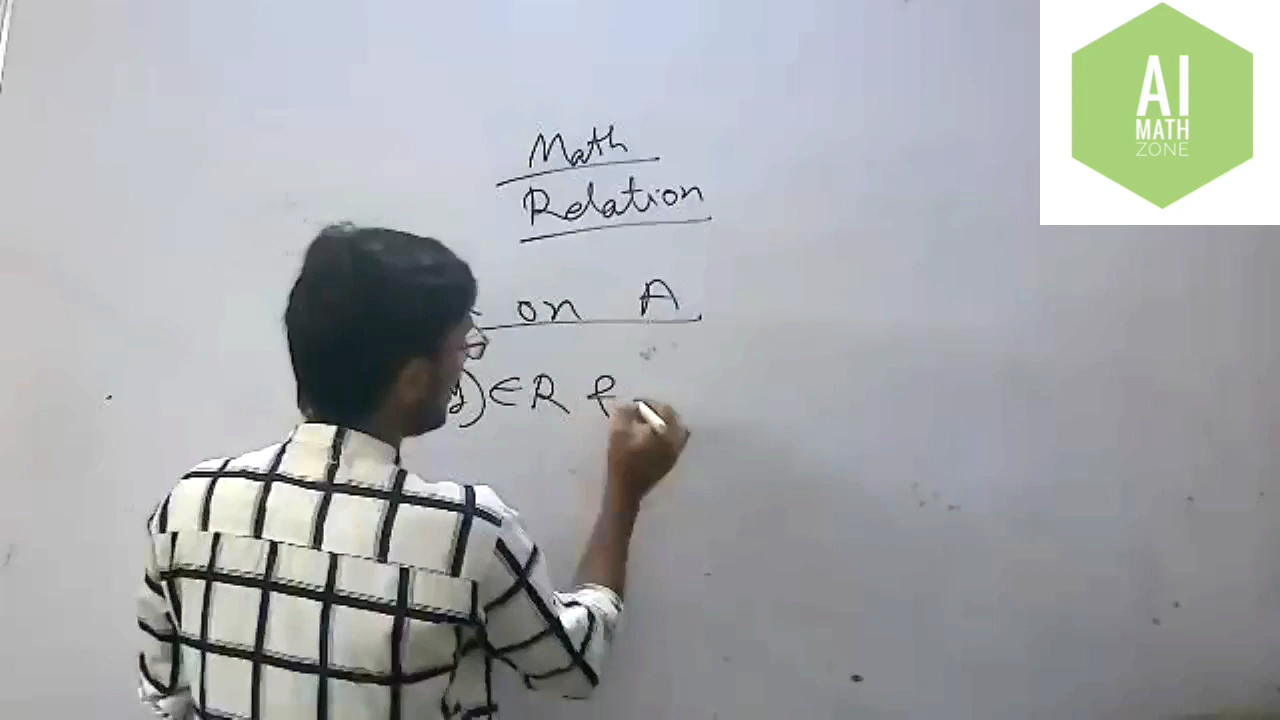 Math
Relation
on A
y) ∈ R
AI
MATH
ZONE